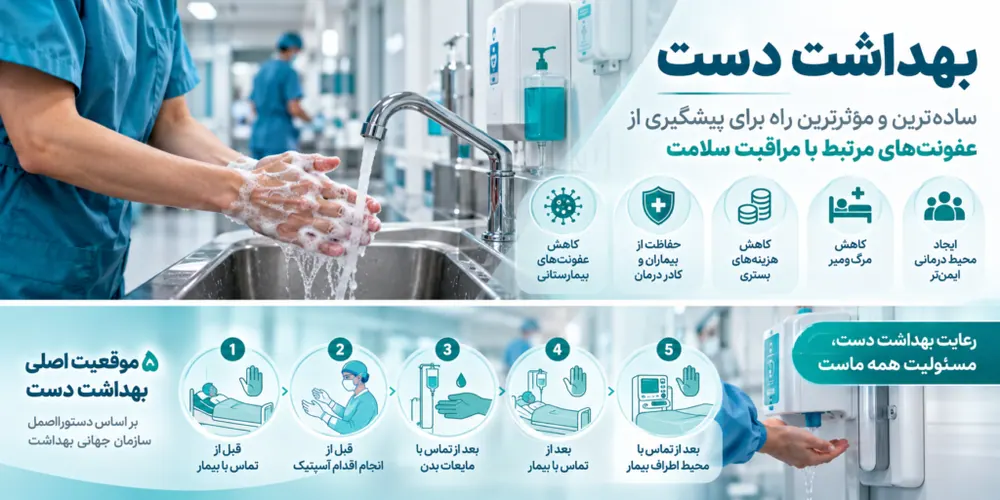 بهداشت دست
ساده‌ترین و مؤثرترین راه برای پیشگیری از
عفونت‌های مرتبط با مراقبت سلامت
ایجاد
محیط درمانی
ایمن‌تر
کاهش
مرگ‌ومیر
کاهش
هزینه‌های
بستری
حفاظت از
بیماران و
کادر درمان
کاهش
عفونت‌های
بیمارستانی
رعایت بهداشت دست،
مسئولیت همه ماست
۵ موقعیت اصلی
بهداشت دست
بر اساس دستورااصمل
سازمان جهانی بهداشت
1
قبل از
تماس با بیمار
2
قبل از
انجام اقدام آسپتیک
3
بعد از تماس با
مایعات بدن
4
بعد از
تماس با بیمار
5
بعد از تماس با
محیط اطراف بیمار